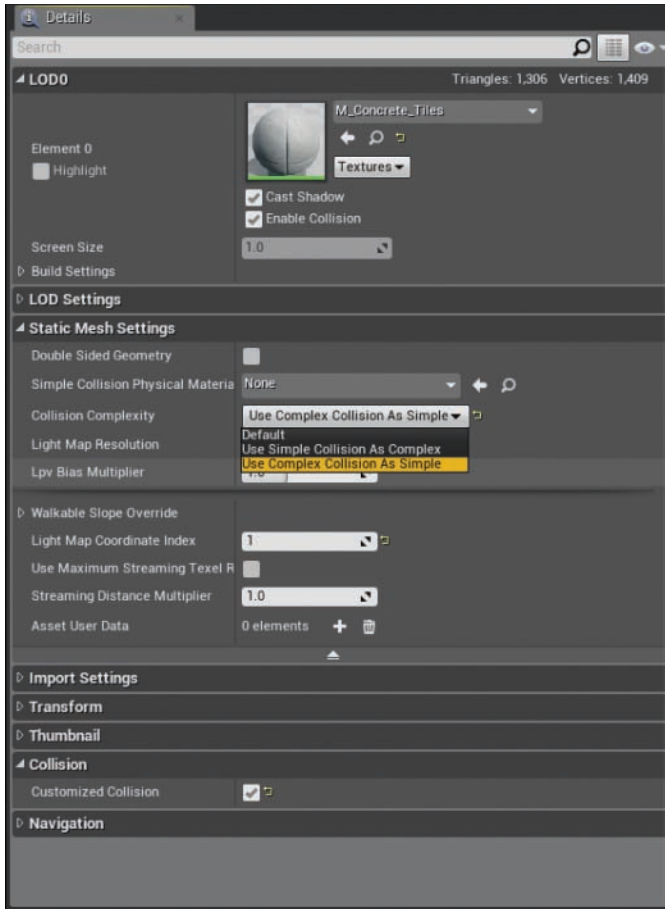 Details
Search
LOD0 Triangles: 1,306 Vertices: 1,409
M_Concrete_Tiles
Element 0
Highlight
Textures
Cast Shadow
Enable Collision
Screen Size 1.0
Build Settings
LOD Settings
Static Mesh Settings
Double Sided Geometry
Simple Collision Physical Materia None
Collision Complexity Use Complex Collision As Simple
Default
Light Map Resolution Use Simple Collision As Complex
Use Complex Collision As Simple
Lpv Bias Multiplier 1.0
Walkable Slope Override
Light Map Coordinate Index 1
Use Maximum Streaming Texel R
Streaming Distance Multiplier 1.0
Asset User Data 0 elements
Import Settings
Transform
Thumbnail
Collision
Customized Collision
Navigation